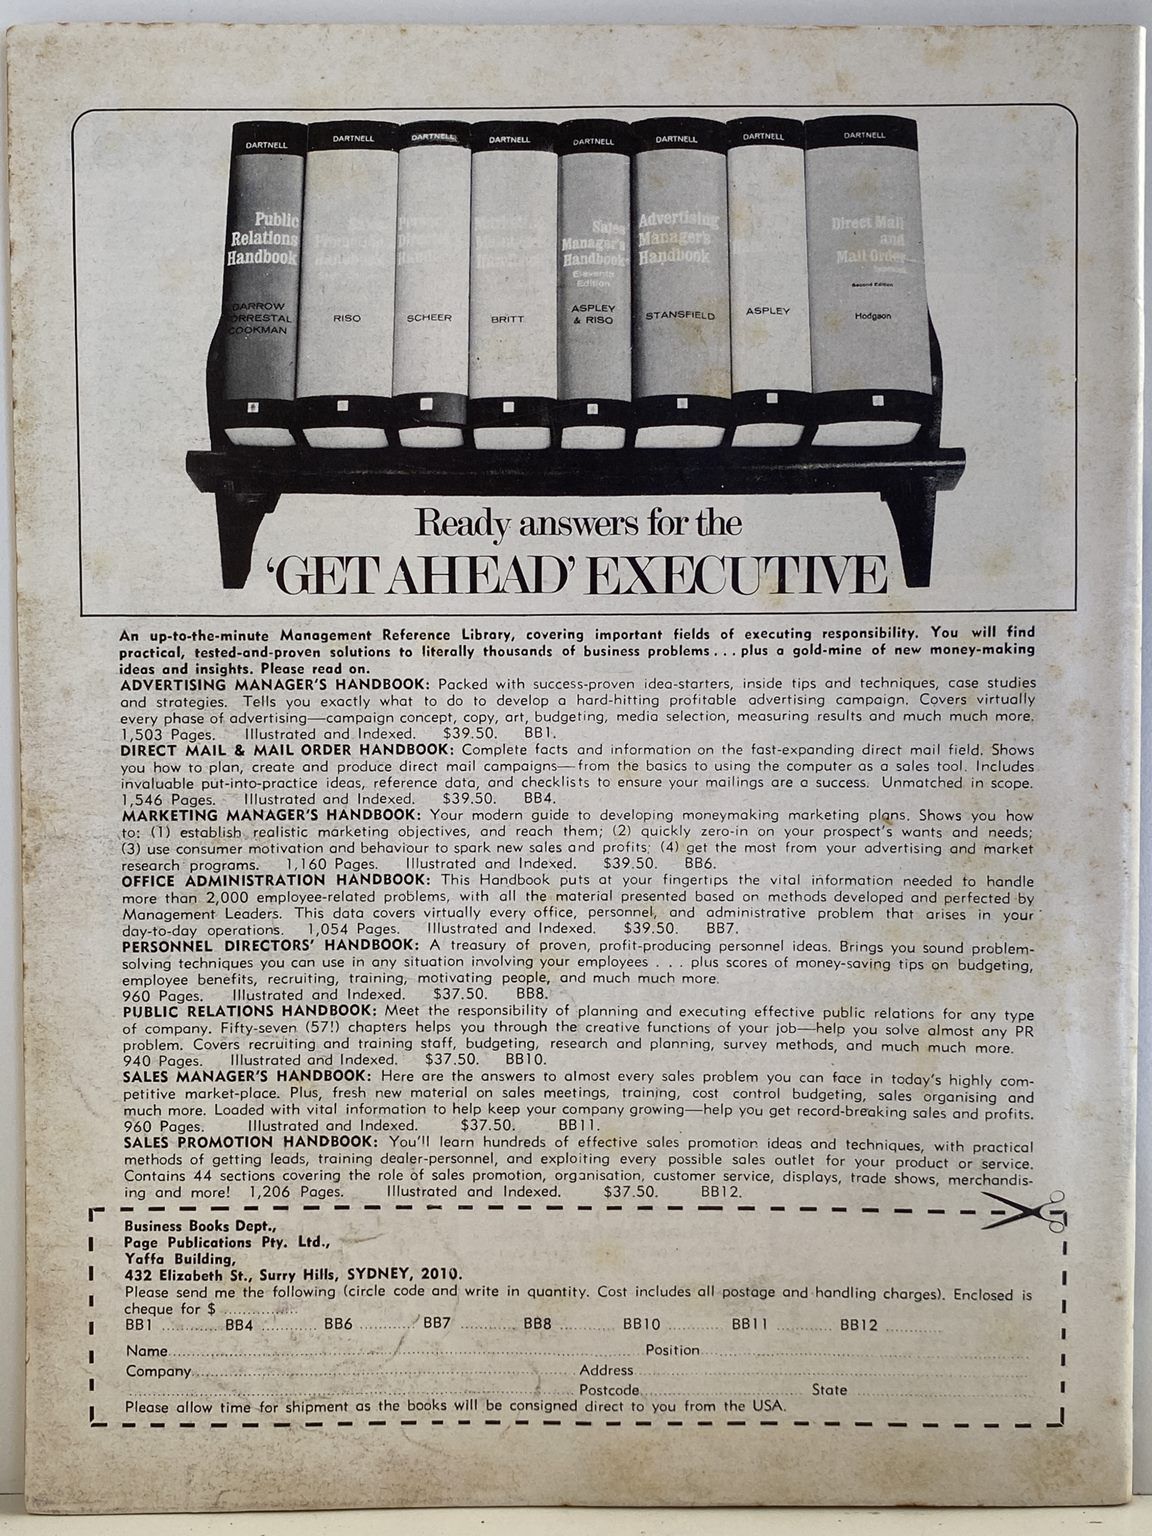 DARTNELL
DARTNELL
DARTNELL
DARTNELL
DARTNELL
DARTNELL
DARTNELL
DARTNELL
Public
Relations
Handbook
DARROW
FORRESTAL
COOKMAN
RISO
SCHEER
BRITT
Sales
Manager's
Handbook
Eleventh
Edition
ASPLEY
& RISO
Advertising
Manager's
Handbook
STANSFIELD
ASPLEY
Direct Mail
and
Mail Order
Second Edition
Hodgson
Ready answers for the
'GET AHEAD' EXECUTIVE
An up-to-the-minute Management Reference Library, covering important fields of executing responsibility. You will find
practical, tested-and-proven solutions to literally thousands of business problems . . . plus a gold-mine of new money-making
ideas and insights. Please read on.
ADVERTISING MANAGER'S HANDBOOK: Packed with success-proven idea-starters, inside tips and techniques, case studies
and strategies. Tells you exactly what to do to develop a hard-hitting profitable advertising campaign. Covers virtually
every phase of advertising—campaign concept, copy, art, budgeting, media selection, measuring results and much much more.
1,503 Pages. Illustrated and Indexed. $39.50. BB1.
DIRECT MAIL & MAIL ORDER HANDBOOK: Complete facts and information on the fast-expanding direct mail field. Shows
you how to plan, create and produce direct mail campaigns—from the basics to using the computer as a sales tool. Includes
invaluable put-into-practice ideas, reference data, and checklists to ensure your mailings are a success. Unmatched in scope.
1,546 Pages. Illustrated and Indexed. $39.50. BB4.
MARKETING MANAGER'S HANDBOOK: Your modern guide to developing moneymaking marketing plans. Shows you how
to: (1) establish realistic marketing objectives, and reach them; (2) quickly zero-in on your prospect's wants and needs;
(3) use consumer motivation and behaviour to spark new sales and profits; (4) get the most from your advertising and market
research programs. 1,160 Pages. Illustrated and Indexed. $39.50. BB6.
OFFICE ADMINISTRATION HANDBOOK: This Handbook puts at your fingertips the vital information needed to handle
more than 2,000 employee-related problems, with all the material presented based on methods developed and perfected by
Management Leaders. This data covers virtually every office, personnel, and administrative problem that arises in your
day-to-day operations. 1,054 Pages. Illustrated and Indexed. $39.50. BB7.
PERSONNEL DIRECTORS' HANDBOOK: A treasury of proven, profit-producing personnel ideas. Brings you sound problem-
solving techniques you can use in any situation involving your employees . . . plus scores of money-saving tips on budgeting,
employee benefits, recruiting, training, motivating people, and much much more.
960 Pages. Illustrated and Indexed. $37.50. BB8.
PUBLIC RELATIONS HANDBOOK: Meet the responsibility of planning and executing effective public relations for any type
of company. Fifty-seven (57!) chapters helps you through the creative functions of your job—help you solve almost any PR
problem. Covers recruiting and training staff, budgeting, research and planning, survey methods, and much much more.
940 Pages. Illustrated and Indexed. $37.50. BB10.
SALES MANAGER'S HANDBOOK: Here are the answers to almost every sales problem you can face in today's highly com-
petitive market-place. Plus, fresh new material on sales meetings, training, cost control budgeting, sales organising and
much more. Loaded with vital information to help keep your company growing—help you get record-breaking sales and profits.
960 Pages. Illustrated and Indexed. $37.50. BB11.
SALES PROMOTION HANDBOOK: You'll learn hundreds of effective sales promotion ideas and techniques, with practical
methods of getting leads, training dealer-personnel, and exploiting every possible sales outlet for your product or service.
Contains 44 sections covering the role of sales promotion, organisation, customer service, displays, trade shows, merchandis-
ing and more! 1,206 Pages. Illustrated and Indexed. $37.50. BB12.
Business Books Dept.,
Page Publications Pty. Ltd.,
Yaffa Building,
432 Elizabeth St., Surry Hills, SYDNEY, 2010.
Please send me the following (circle code and write in quantity. Cost includes all postage and handling charges). Enclosed is
cheque for $ ...............
BB1 ............ BB4 ............ BB6 ............ BB7 ............ BB8 ............ BB10 ............ BB11 ............ BB12 ............
Name............ Position............
Company............ Address............
............ Postcode............ State............
Please allow time for shipment as the books will be consigned direct to you from the USA.